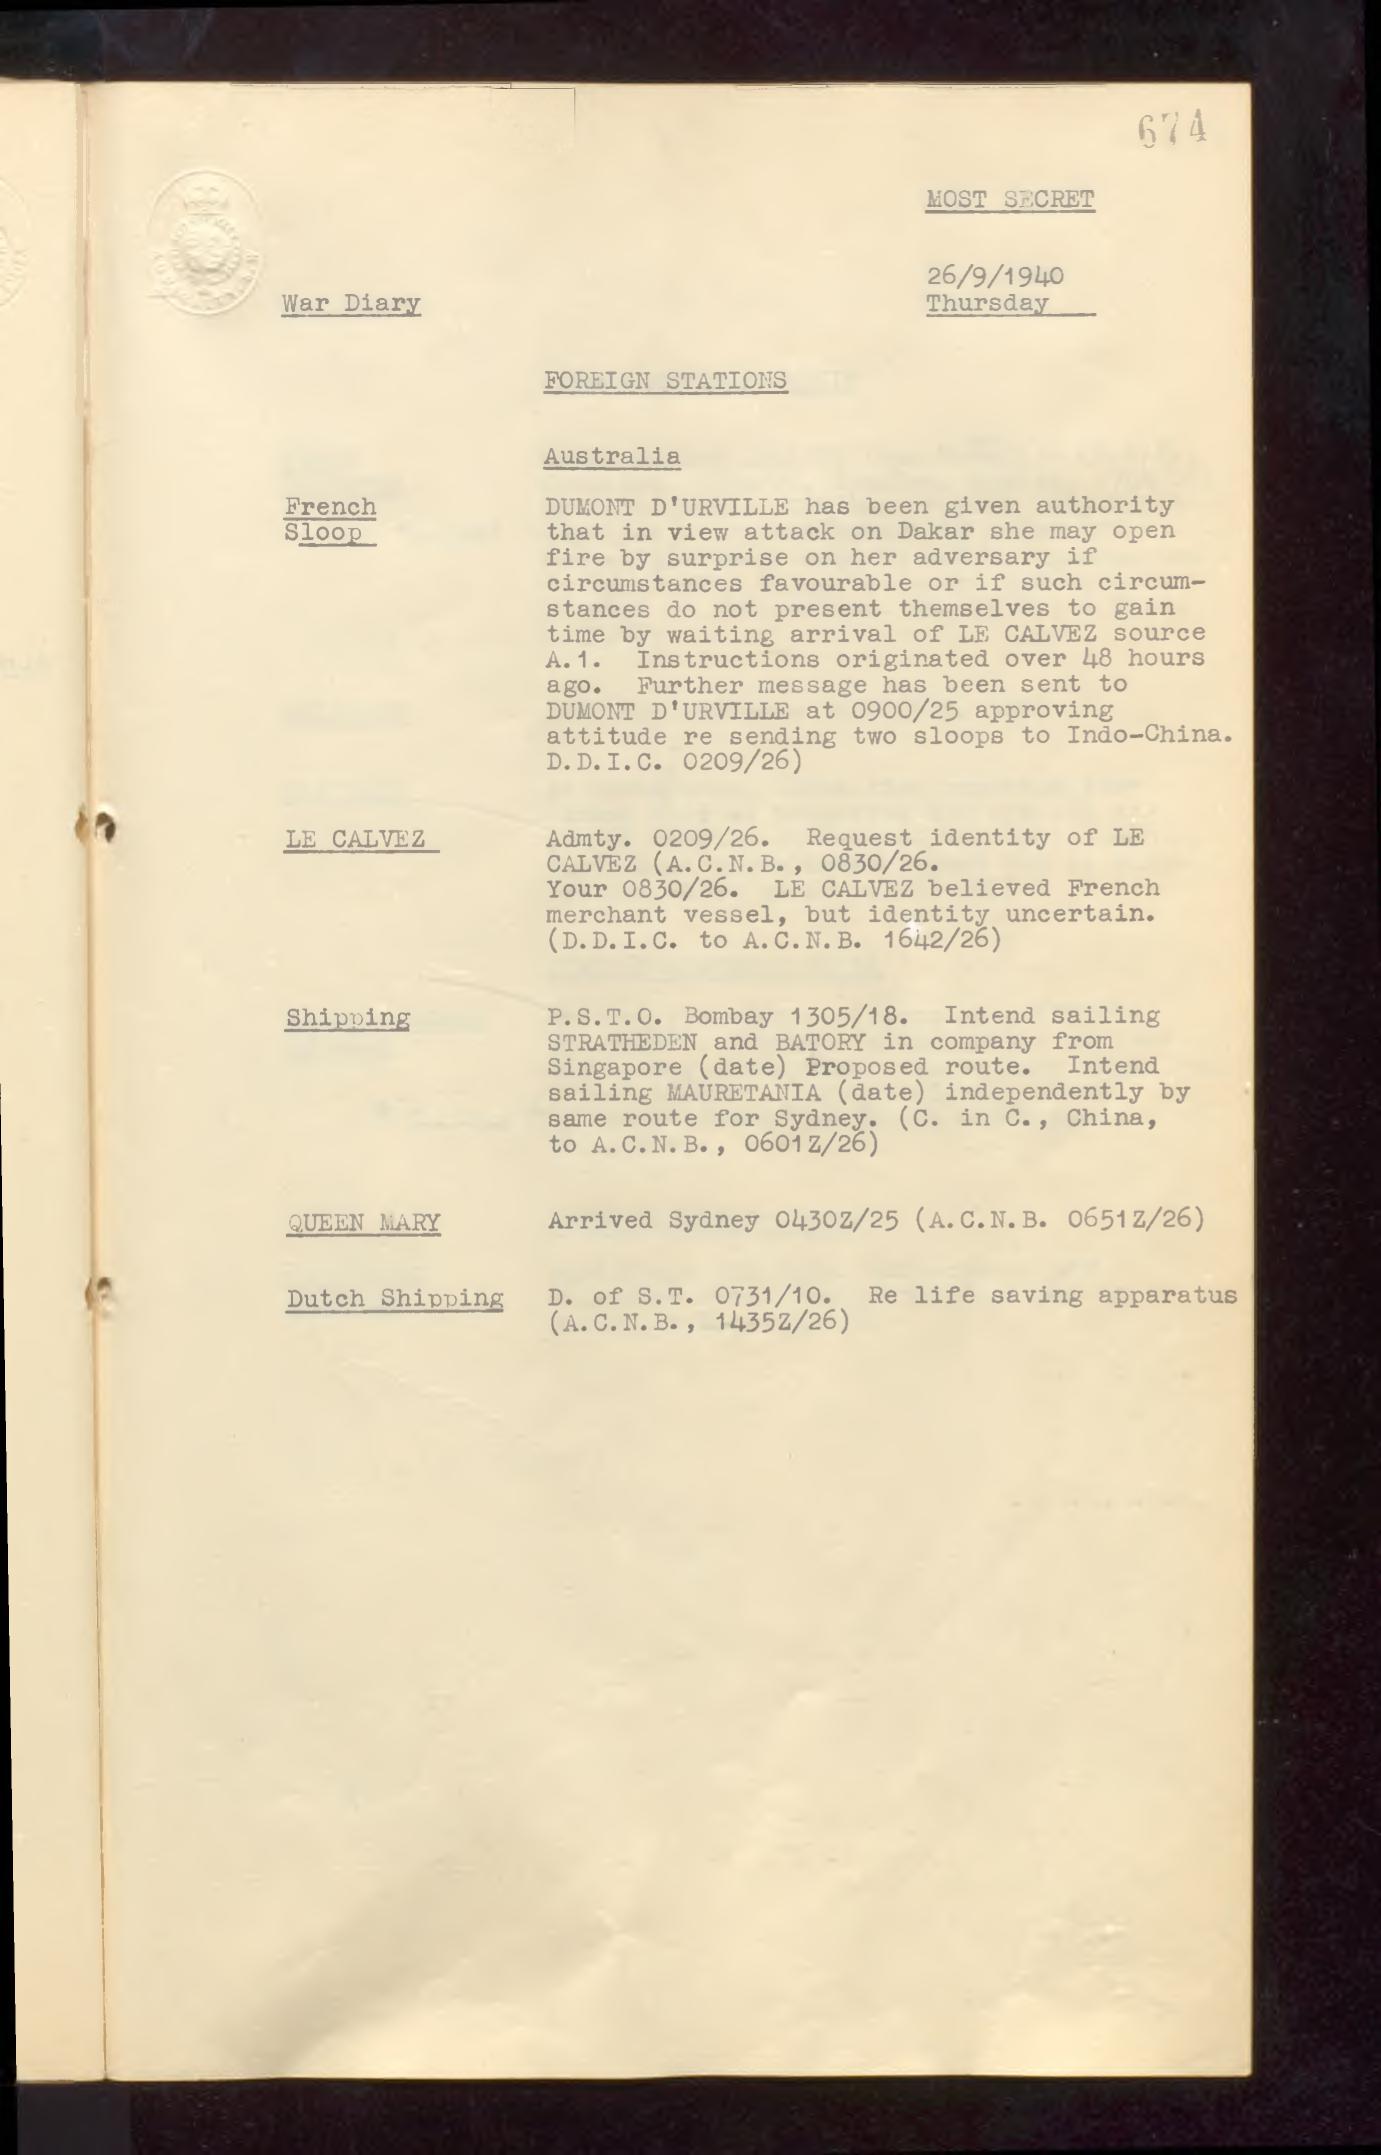 674
MOST SECRET
26/9/1940
War Diary Thursday
FOREIGN STATIONS
Australia
French DUMONT D'URVILLE has been given authority
Sloop that in view attack on Dakar she may open
fire by surprise on her adversary if
circumstances favourable or if such circum-
stances do not present themselves to gain
time by waiting arrival of LE CALVEZ source
A.1. Instructions originated over 48 hours
ago. Further message has been sent to
DUMONT D'URVILLE at 0900/25 approving
attitude re sending two sloops to Indo-China.
D.D.I.C. 0209/26)
LE CALVEZ Admty. 0209/26. Request identity of LE
CALVEZ (A.C.N.B., 0830/26.
Your 0830/26. LE CALVEZ believed French
merchant vessel, but identity uncertain.
(D.D.I.C. to A.C.N.B. 1642/26)
Shipping P.S.T.O. Bombay 1305/18. Intend sailing
STRATHEDEN and BATORY in company from
Singapore (date) Proposed route. Intend
sailing MAURETANIA (date) independently by
same route for Sydney. (C. in C., China,
to A.C.N.B., 0601Z/26)
QUEEN MARY Arrived Sydney 0430Z/25 (A.C.N.B. 0651Z/26)
Dutch Shipping D. of S.T. 0731/10. Re life saving apparatus
(A.C.N.B., 1435Z/26)